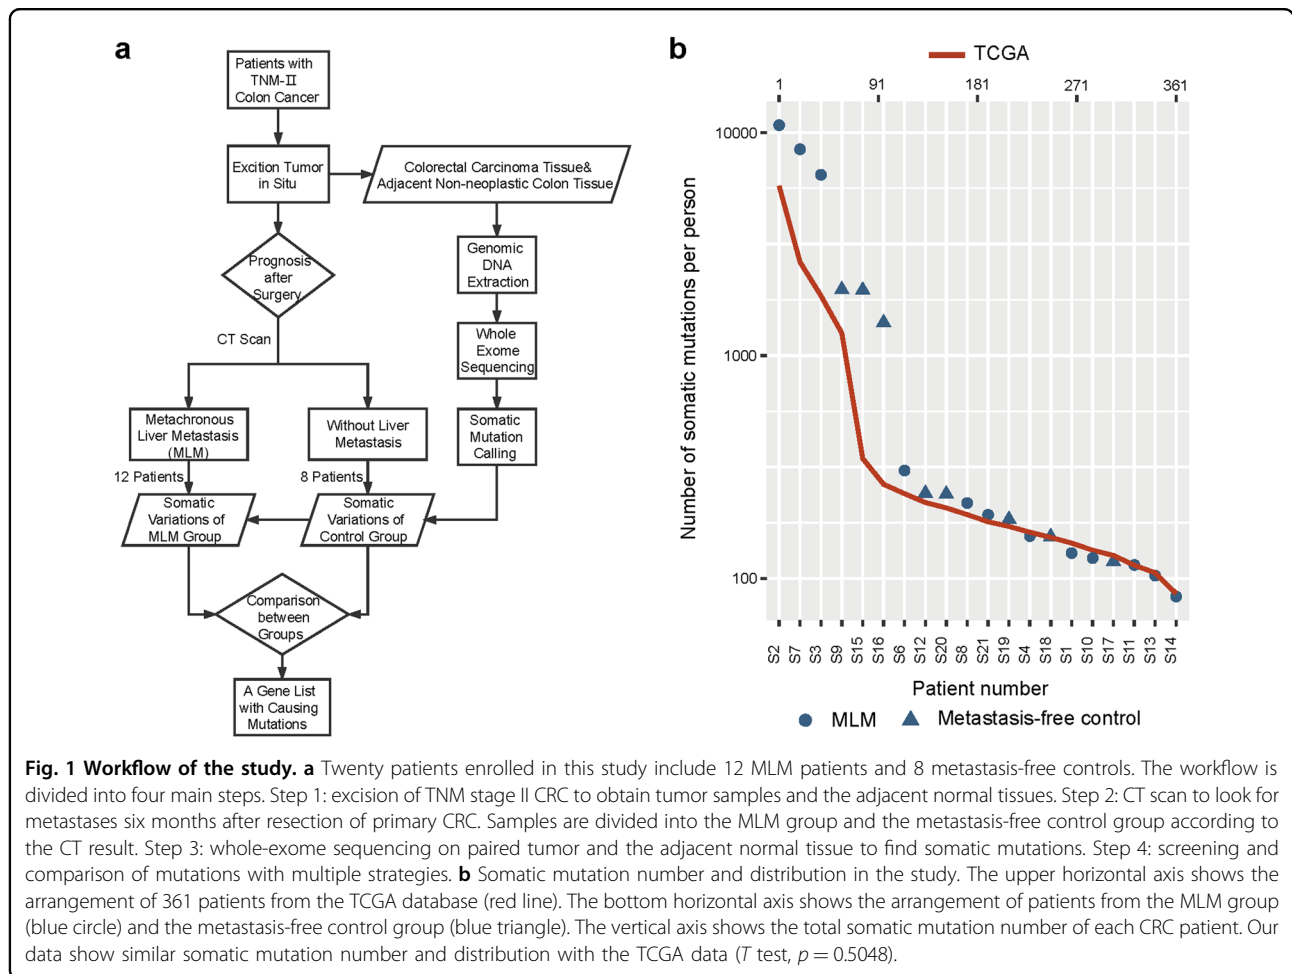 a
Patients with
TNM-II
Colon Cancer
Excition Tumor
in Situ
Colorectal Carcinoma Tissue&
Adjacent Non-neoplastic Colon Tissue
Prognosis
after
Surgery
Genomic
DNA
Extraction
CT Scan
Whole
Exome
Sequencing
Metachronous
Liver Metastasis
(MLM)
Without Liver
Metastasis
Somatic
Mutation
Calling
12 Patients
8 Patients
Somatic
Variations of
MLM Group
Somatic
Variations of
Control Group
Comparison
between
Groups
A Gene List
with Causing
Mutations
b
TCGA
1 91 181 271 361
Number of somatic mutations per person
10000
1000
100
S2 S7 S3 S9 S15 S16 S6 S12 S20 S8 S21 S19 S4 S18 S1 S10 S17 S11 S13 S14
Patient number
MLM Metastasis-free control
Fig. 1 Workflow of the study. a Twenty patients enrolled in this study include 12 MLM patients and 8 metastasis-free controls. The workflow is
divided into four main steps. Step 1: excision of TNM stage II CRC to obtain tumor samples and the adjacent normal tissues. Step 2: CT scan to look for
metastases six months after resection of primary CRC. Samples are divided into the MLM group and the metastasis-free control group according to
the CT result. Step 3: whole-exome sequencing on paired tumor and the adjacent normal tissue to find somatic mutations. Step 4: screening and
comparison of mutations with multiple strategies. b Somatic mutation number and distribution in the study. The upper horizontal axis shows the
arrangement of 361 patients from the TCGA database (red line). The bottom horizontal axis shows the arrangement of patients from the MLM group
(blue circle) and the metastasis-free control group (blue triangle). The vertical axis shows the total somatic mutation number of each CRC patient. Our
data show similar somatic mutation number and distribution with the TCGA data (T test, p = 0.5048).